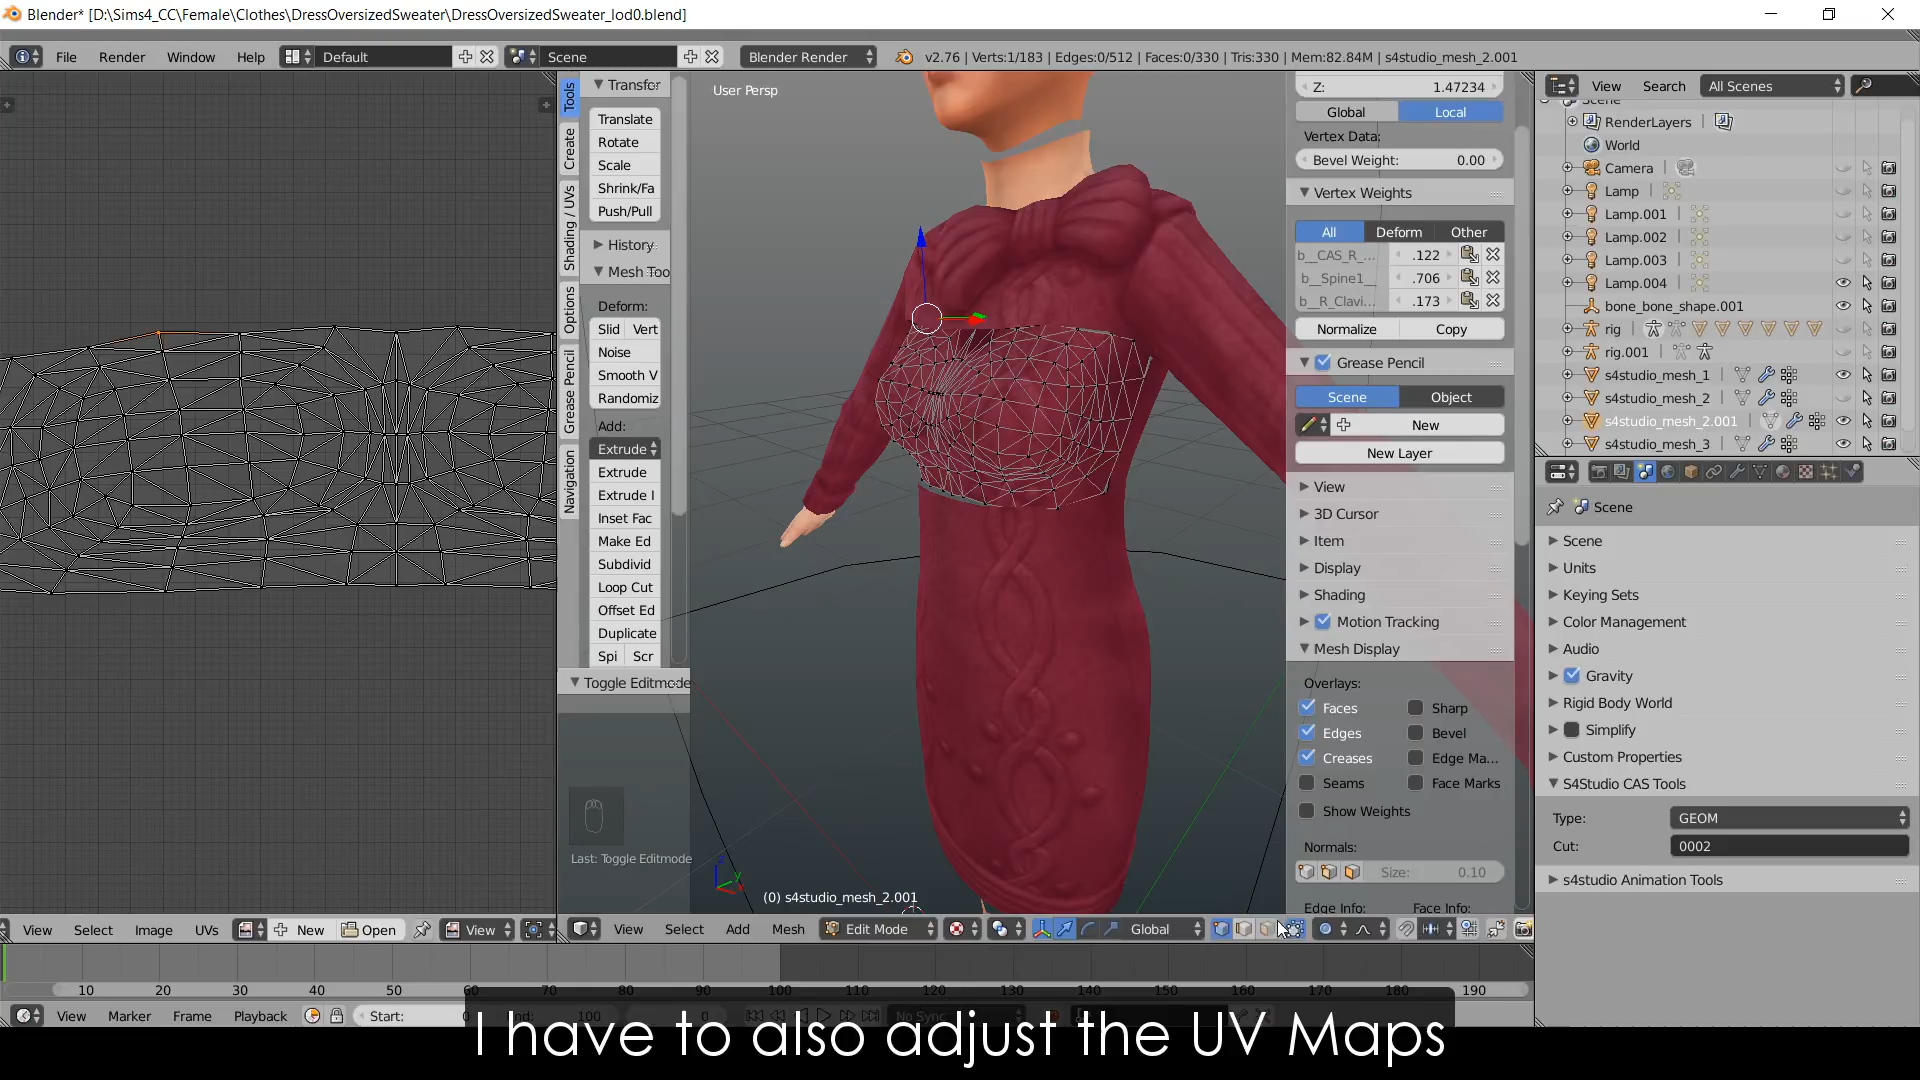 Blender* [D:\Sims4_CC\Female\Clothes\DressOversizedSweater\DressOversizedSweater_lod0.blend]
File Render Window Help Default Scene Blender Render v2.76 | Verts:1/183 | Edges:0/512 | Faces:0/330 | Tris:330 | Mem:82.84M | s4studio_mesh_2.001
Tools
Create
Shading / UVs
Options
Grease Pencil
Navigation
Transfor
Translate
Rotate
Scale
Shrink/Fa
Push/Pull
History
Mesh Too
Deform:
Slid Vert
Noise
Smooth V
Randomiz
Add:
Extrude
Extrude
Extrude I
Inset Fac
Make Ed
Subdivid
Loop Cut
Offset Ed
Duplicate
Spi Scr
Toggle Editmode
Last: Toggle Editmode
User Persp
(0) s4studio_mesh_2.001
Z: 1.47234
Global Local
Vertex Data:
Bevel Weight: 0.00
Vertex Weights
All Deform Other
b__CAS_R_... .122
b__Spine1__ .706
b__R_Clavi... .173
Normalize Copy
Grease Pencil
Scene Object
New
New Layer
View
3D Cursor
Item
Display
Shading
Motion Tracking
Mesh Display
Overlays:
Faces Sharp
Edges Bevel
Creases Edge Ma...
Seams Face Marks
Show Weights
Normals:
Size: 0.10
Edge Info: Face Info:
View Search All Scenes
Scene
RenderLayers
World
Camera
Lamp
Lamp.001
Lamp.002
Lamp.003
Lamp.004
bone_bone_shape.001
rig
rig.001
s4studio_mesh_1
s4studio_mesh_2
s4studio_mesh_2.001
s4studio_mesh_3
Scene
Scene
Units
Keying Sets
Color Management
Audio
Gravity
Rigid Body World
Simplify
Custom Properties
S4Studio CAS Tools
Type: GEOM
Cut: 0002
s4studio Animation Tools
View Select Image UVs New Open View
View Select Add Mesh Edit Mode Global
10 20 30 40 50 60 70 80 90 100 110 120 130 140 150 160 170 180 190
View Marker Frame Playback Start: 0 End: 100 0 No Sync
I have to also adjust the UV Maps